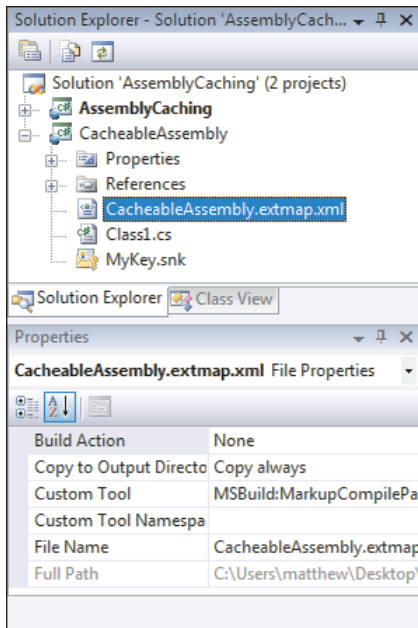 Solution Explorer - Solution 'AssemblyCach...
Solution 'AssemblyCaching' (2 projects)
AssemblyCaching
CacheableAssembly
Properties
References
CacheableAssembly.extmap.xml
Class1.cs
MyKey.snk
Solution Explorer Class View
Properties
CacheableAssembly.extmap.xml File Properties
Build Action None
Copy to Output Directo Copy always
Custom Tool MSBuild:MarkupCompilePa
Custom Tool Namespa
File Name CacheableAssembly.extmap
Full Path C:\Users\matthew\Desktop\